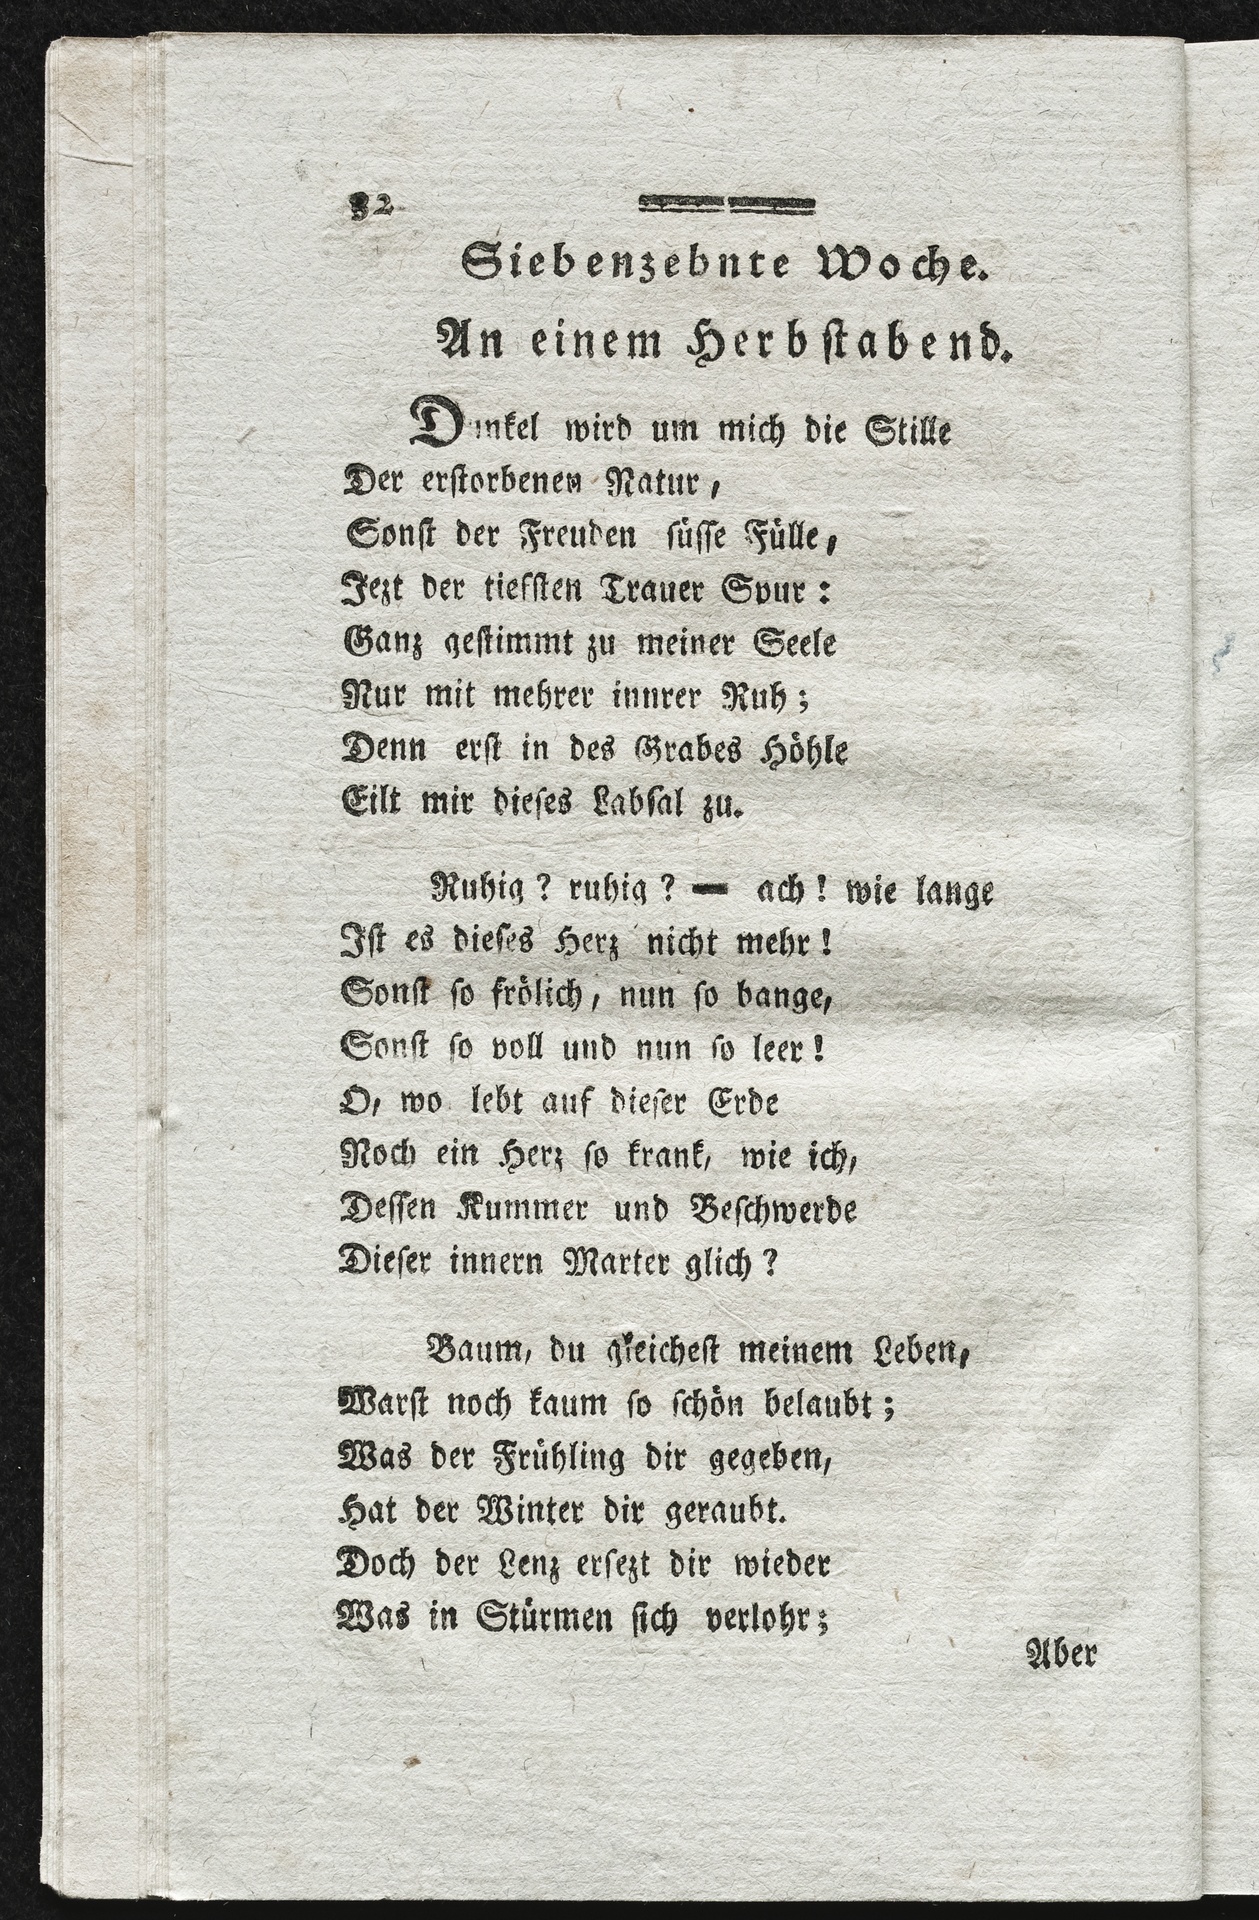 32
Siebenzehnte Woche.
An einem Herbstabend.
Dunkel wird um mich die Stille
Der erstorbenen Natur,
Sonst der Freuden süsse Fülle,
Jezt der tiefsten Trauer Spur:
Ganz gestimmt zu meiner Seele
Nur mit mehrer innrer Ruh;
Denn erst in des Grabes Höhle
Eilt mir dieses Labsal zu.
Ruhig? ruhig? — ach! wie lange
Ist es dieses Herz nicht mehr!
Sonst so frölich, nun so bange,
Sonst so voll und nun so leer!
O, wo lebt auf dieser Erde
Noch ein Herz so krank, wie ich,
Dessen Kummer und Beschwerde
Dieser innern Marter glich?
Baum, du gleichest meinem Leben,
Warst noch kaum so schön belaubt;
Was der Frühling dir gegeben,
Hat der Winter dir geraubt.
Doch der Lenz ersezt dir wieder
Was in Stürmen sich verlohr;
Aber